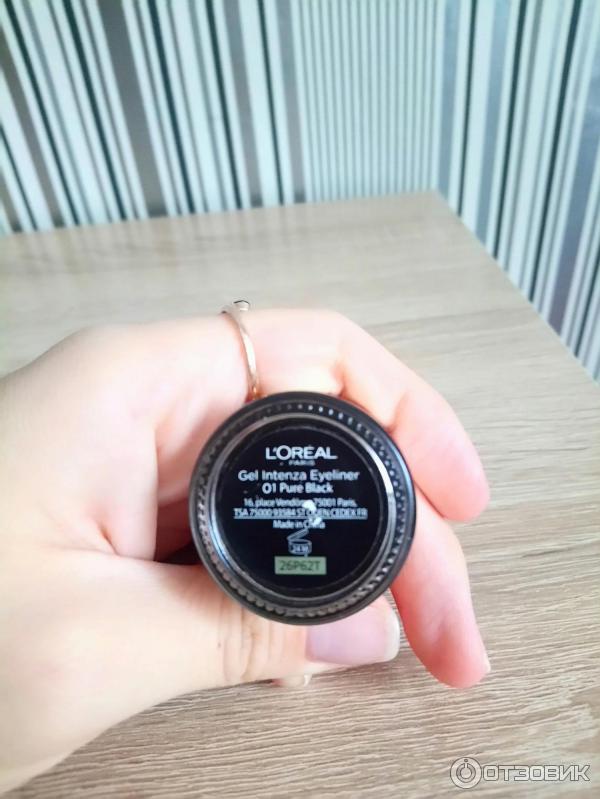 L'ORÉAL
PARIS
Gel Intenza Eyeliner
01 Pure Black
16, place Vendôme 75001 Paris,
TSA 75000 93584 ST OUEN CEDEX FR
Made in China
24 M
26P62T
ОТЗОВИК